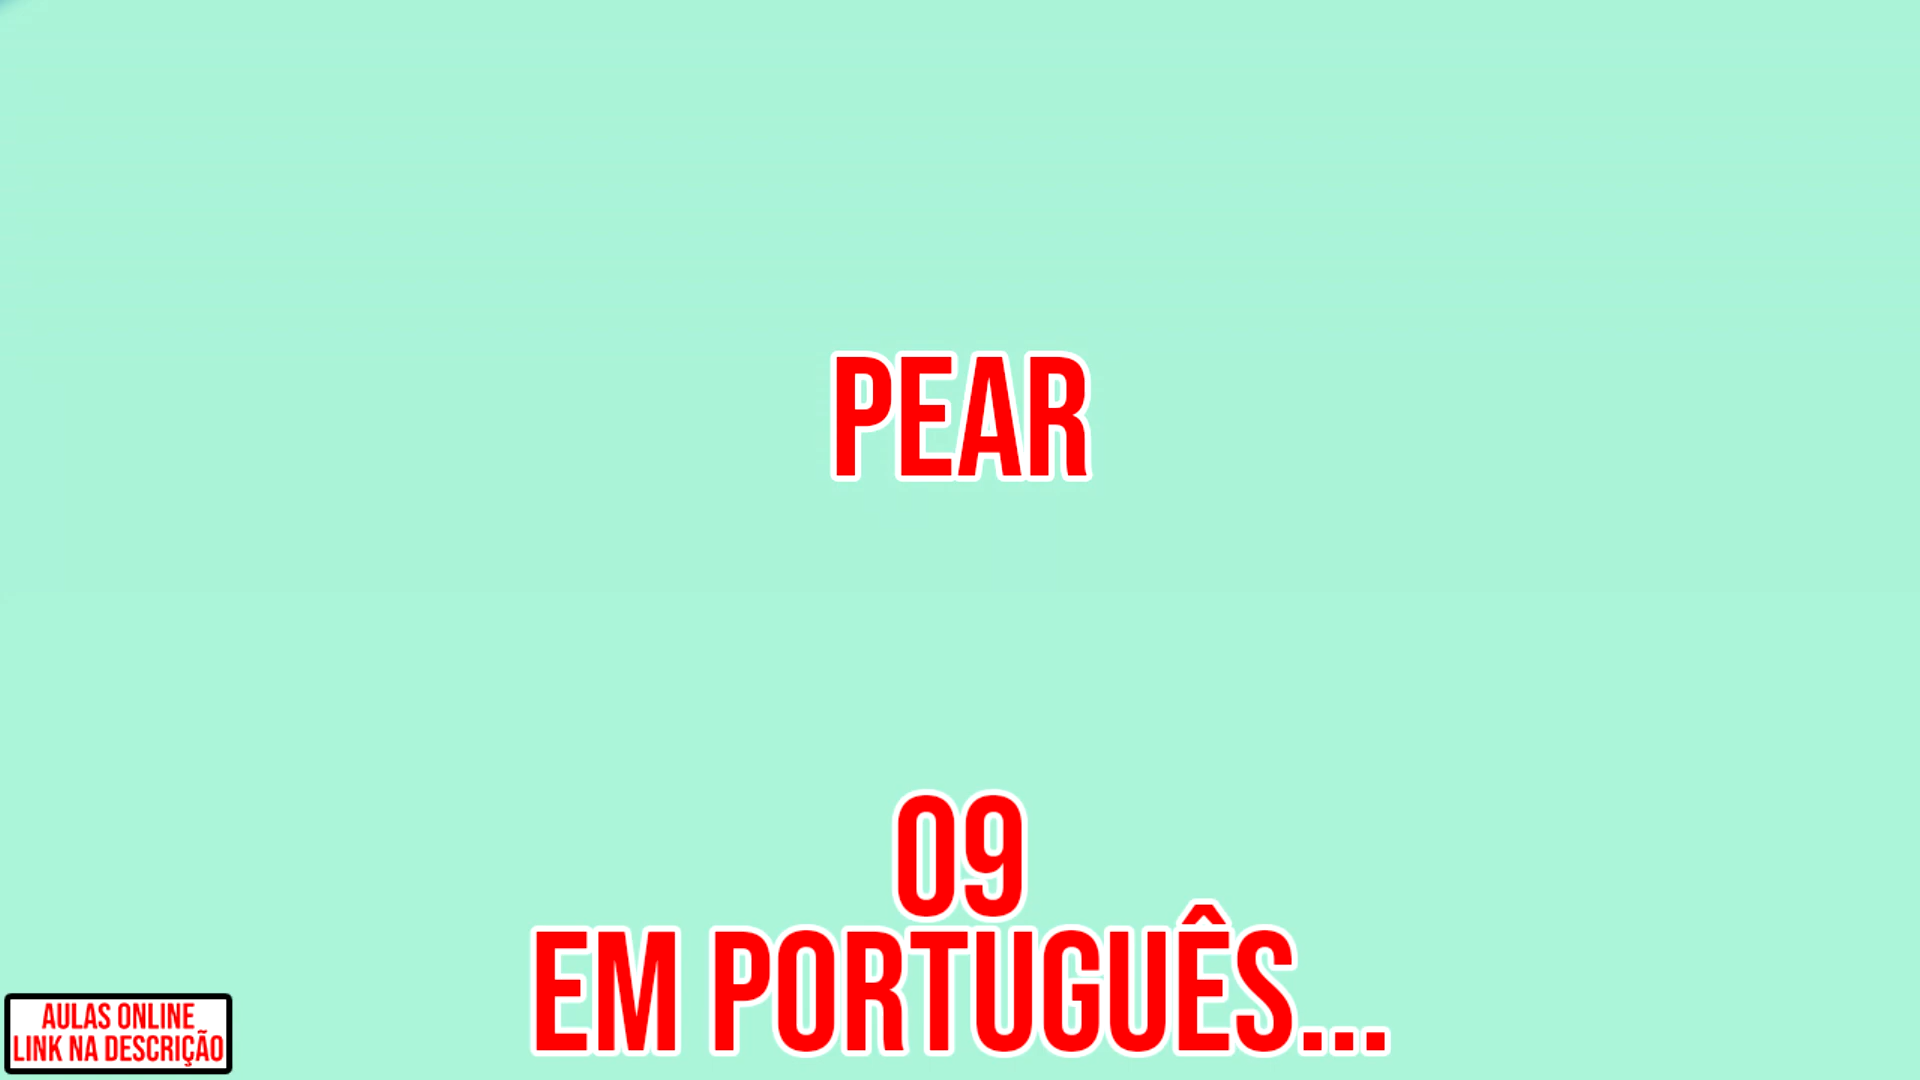 PEAR
09
EM PORTUGUÊS...
AULAS ONLINE
LINK NA DESCRIÇÃO